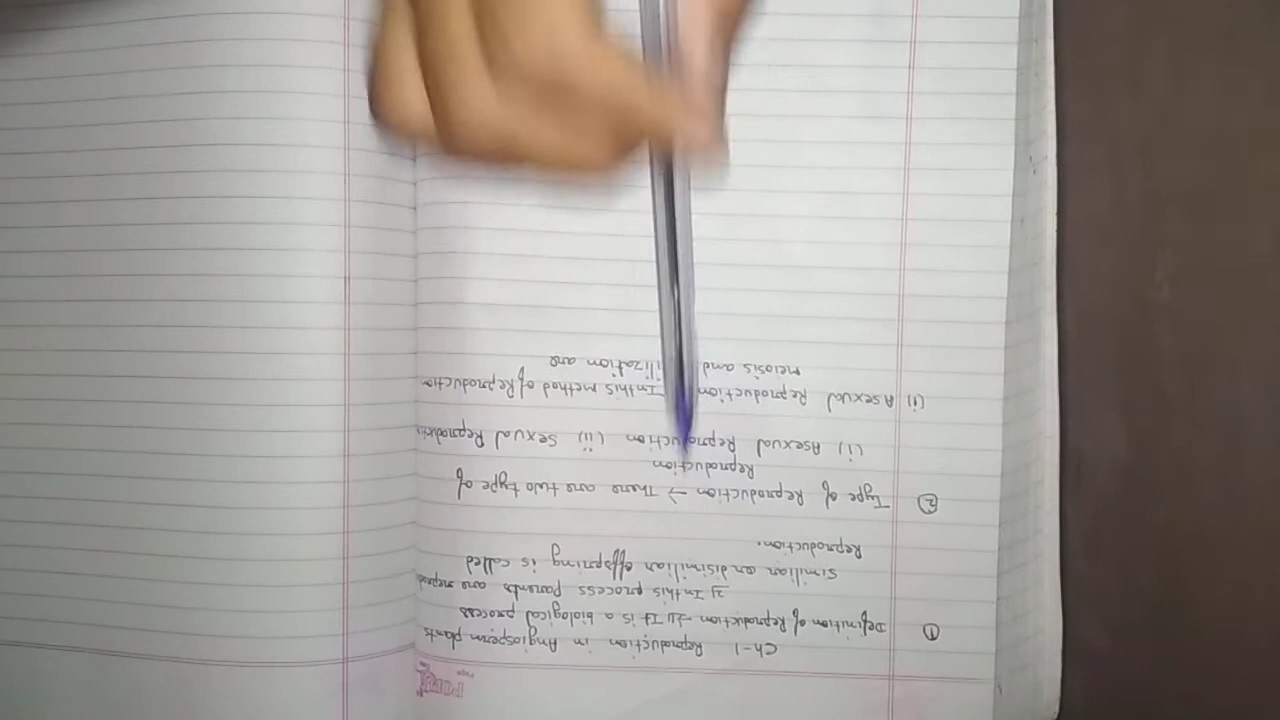 Ch-1 Reproduction in Angiosperm plants
① Definition of Reproduction → 1) It is a biological process
2) In this process parents are
similar or disimilar offspring is called
Reproduction.
② Type of Reproduction → There are two type of
Reproduction
(i) Asexual Reproduction (ii) Sexual
(i) Asexual Reproduction In this method of Reproduction
meiosis and are